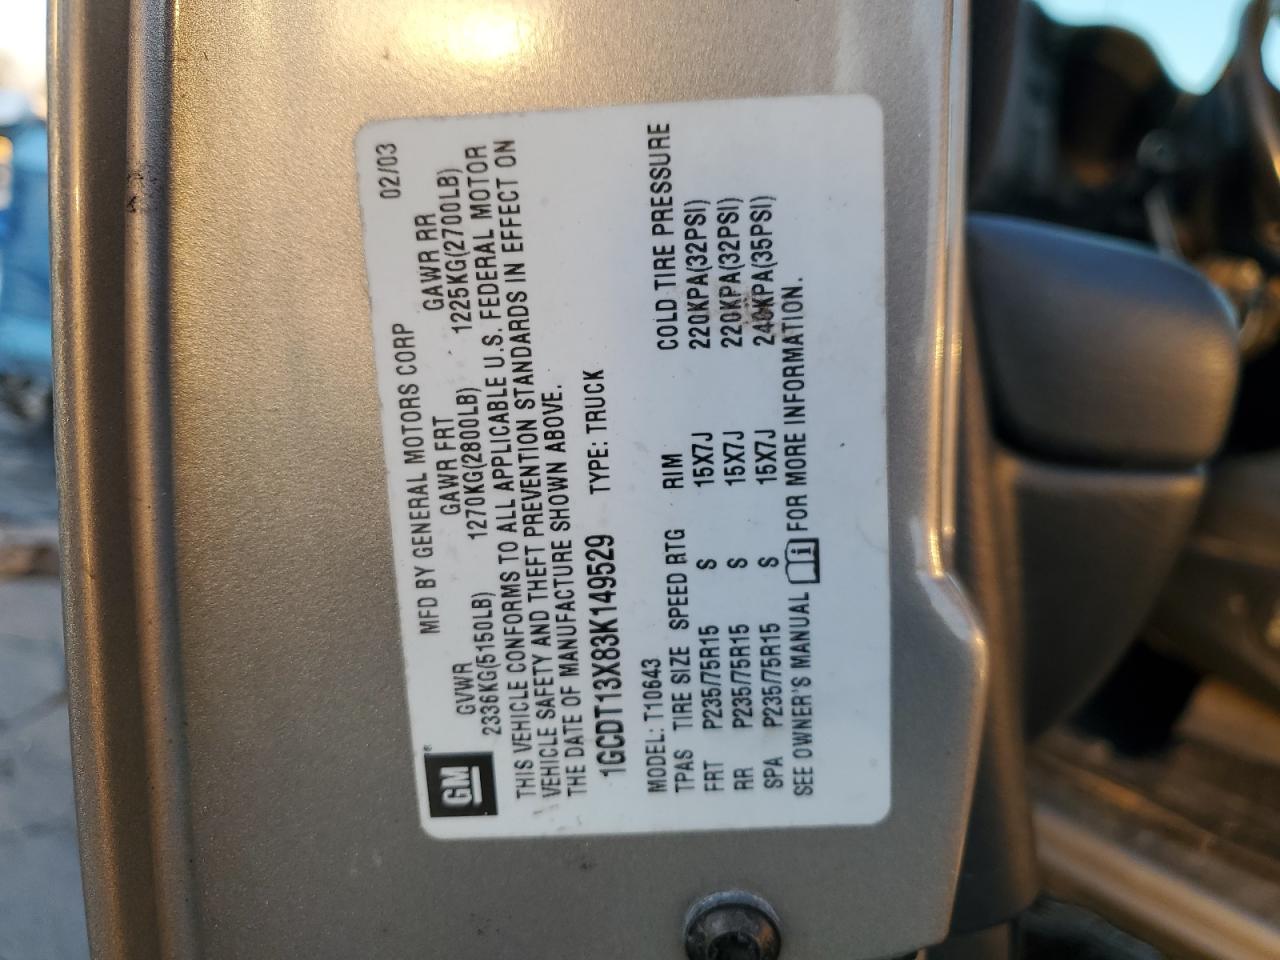 MFD BY GENERAL MOTORS CORP 02/03
GM®
GVWR GAWR FRT GAWR RR
2336KG(5150LB) 1270KG(2800LB) 1225KG(2700LB)
THIS VEHICLE CONFORMS TO ALL APPLICABLE U.S. FEDERAL MOTOR
VEHICLE SAFETY AND THEFT PREVENTION STANDARDS IN EFFECT ON
THE DATE OF MANUFACTURE SHOWN ABOVE.
1GCDT13X83K149529 TYPE: TRUCK
MODEL: T10643
TPAS TIRE SIZE SPEED RTG RIM COLD TIRE PRESSURE
FRT P235/75R15 S 15X7J 220KPA(32PSI)
RR P235/75R15 S 15X7J 220KPA(32PSI)
SPA P235/75R15 S 15X7J 240KPA(35PSI)
SEE OWNER'S MANUAL i FOR MORE INFORMATION.